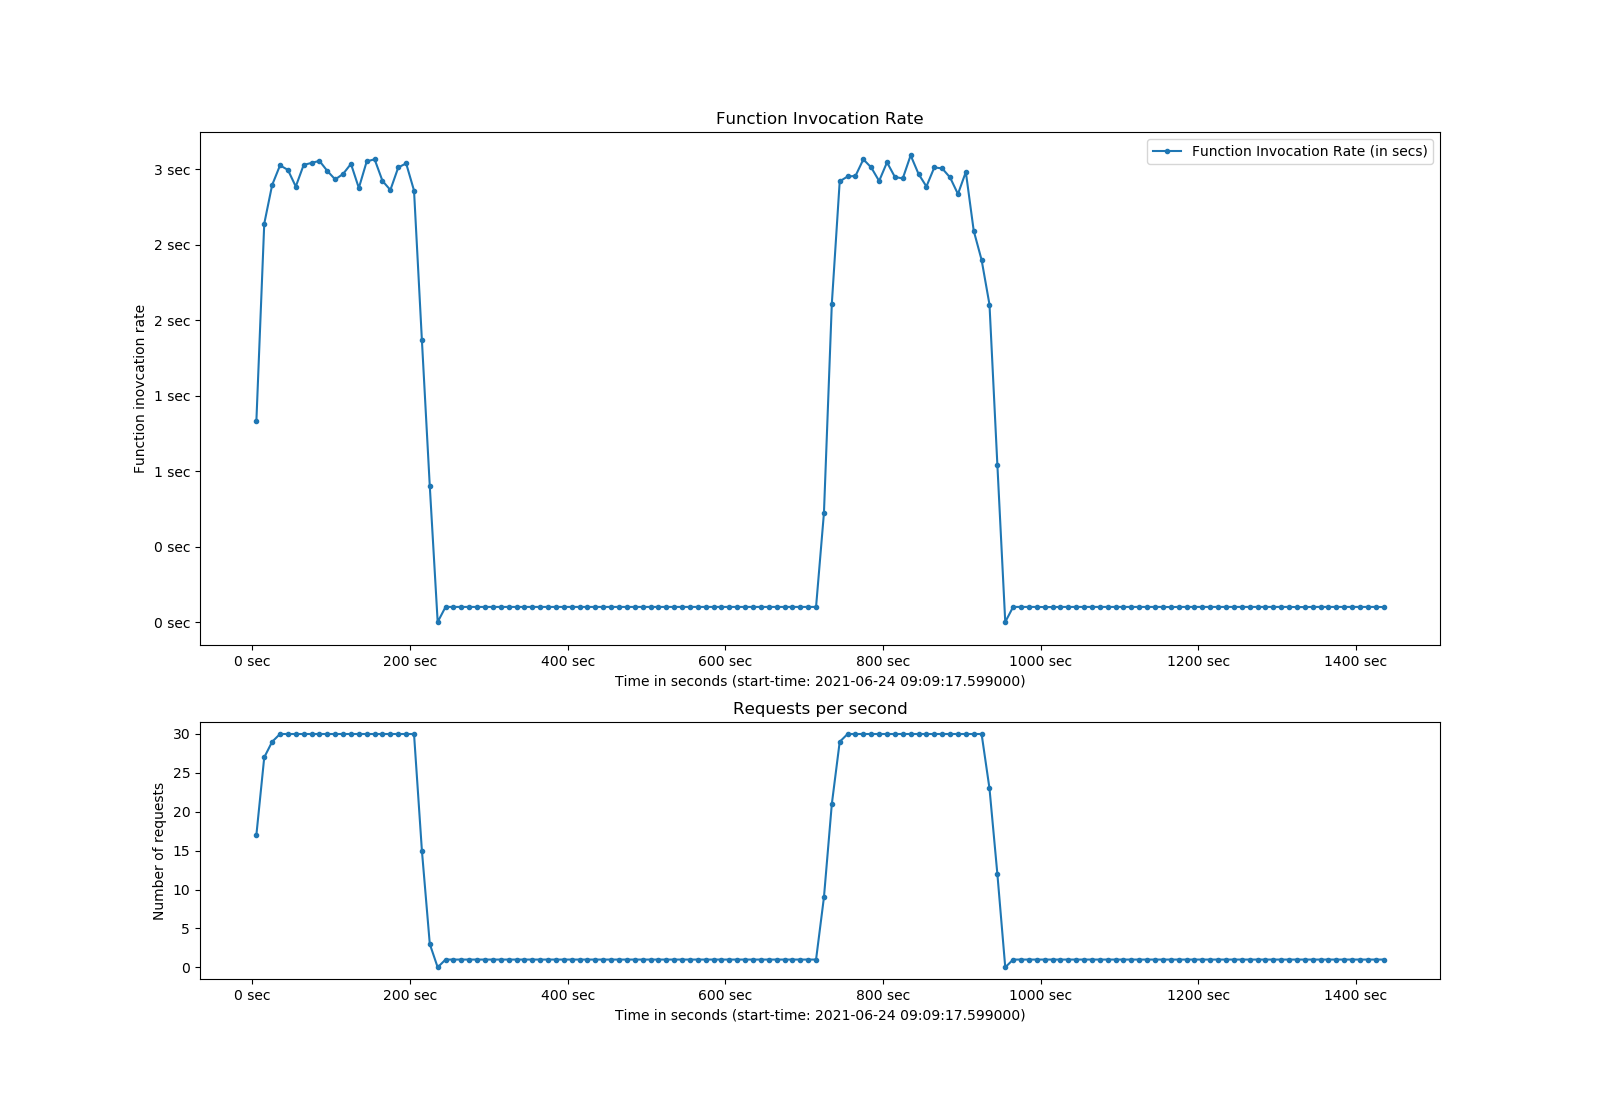 Function Invocation Rate
Function Invocation Rate (in secs)
3 sec
2 sec
2 sec
1 sec
1 sec
0 sec
0 sec
Function inovcation rate
0 sec 200 sec 400 sec 600 sec 800 sec 1000 sec 1200 sec 1400 sec
Time in seconds (start-time: 2021-06-24 09:09:17.599000)
Requests per second
30
25
20
15
10
5
0
Number of requests
0 sec 200 sec 400 sec 600 sec 800 sec 1000 sec 1200 sec 1400 sec
Time in seconds (start-time: 2021-06-24 09:09:17.599000)